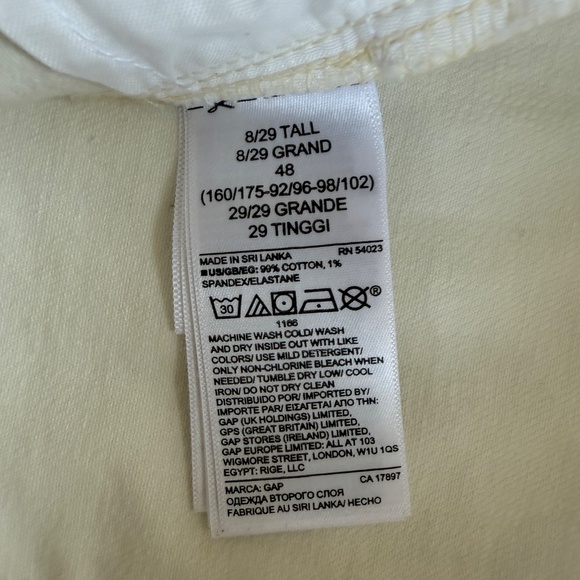 8/29 TALL
8/29 GRAND
48
(160/175-92/96-98/102)
29/29 GRANDE
29 TINGGI
MADE IN SRI LANKA RN 54023
US/GB/EG: 99% COTTON, 1%
SPANDEX/ELASTANE
30 ®
1166
MACHINE WASH COLD/ WASH
AND DRY INSIDE OUT WITH LIKE
COLORS/ USE MILD DETERGENT/
ONLY NON-CHLORINE BLEACH WHEN
NEEDED/ TUMBLE DRY LOW/ COOL
IRON/ DO NOT DRY CLEAN
DISTRIBUIDO POR/ IMPORTED BY/
IMPORTE PAR/ ΕΙΣΑΓΕΤΑΙ ΑΠΟ ΤΗΝ:
GAP (UK HOLDINGS) LIMITED,
GPS (GREAT BRITAIN) LIMITED,
GAP STORES (IRELAND) LIMITED,
GAP EUROPE LIMITED: ALL AT 103
WIGMORE STREET, LONDON, W1U 1QS
EGYPT: RIGE, LLC
MARCA: GAP CA 17897
ОДЕЖДА ВТОРОГО СЛОЯ
FABRIQUE AU SIRI LANKA/ HECHO